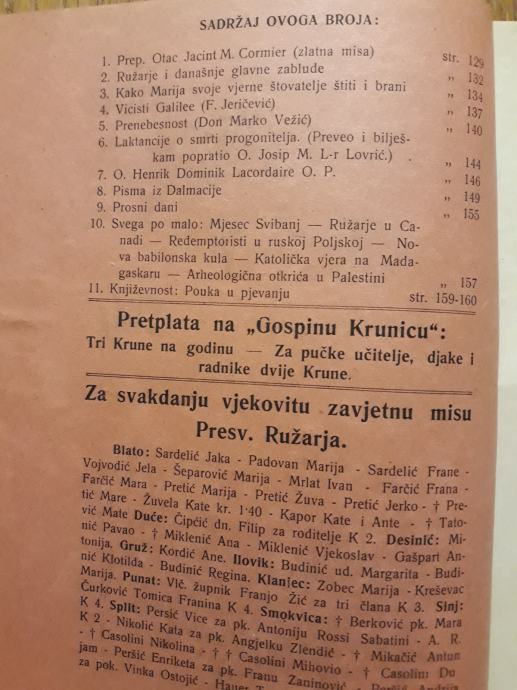 SADRŽAJ OVOGA BROJA:
1. Prep. Otac Jacint M. Cormier (zlatna misa) str. 129
2. Ružarje i današnje glavne zablude „ 132
3. Kako Marija svoje vjerne štovatelje štiti i brani „ 134
4. Vicisti Galilee (F. Jeričević) „ 137
5. Prenebesnost (Don Marko Vežić) „ 140
6. Laktancije o smrti progonitelja. (Preveo i bilješ-
kam popratio O. Josip M. L-r Lovrić.) . „ 144
7. O. Henrik Dominik Lacordaire O. P. „ 146
8. Pisma iz Dalmacije „ 149
9. Prosni dani „ 155
10. Svega po malo: Mjesec Svibanj — Ružarje u Ca-
nadi — Redemptoristi u ruskoj Poljskoj — No-
va babilonska kula — Katolička vjera na Mada-
gaskaru — Arheologična otkrića u Palestini „ 157
11. Književnost: Pouka u pjevanju str. 159-160
Pretplata na „Gospinu Krunicu“:
Tri Krune na godinu — Za pučke učitelje, djake i
radnike dvije Krune.
Za svakdanju vjekovitu zavjetnu misu
Presv. Ružarja.
Blato: Sardelić Jaka - Padovan Marija - Sardelić Frane -
Vojvodić Jela - Šeparović Marija - Mrlat Ivan - Farčić Frana -
Farčić Mara - Pretić Marija - Pretić Žuva - Pretić Jerko - † Pre-
tić Mare - Žuvela Kate kr. 1·40 - Kapor Kate i Ante - † Tato-
vić Mate Duće: Čipčić dn. Filip za roditelje K 2. Desinić: Mi-
nić Pavao - † Miklenić Ana - Miklenić Vjekoslav - Gašpart An-
tonija. Gruž: Kordić Ane. Ilovik: Budinić ud. Margarita - Budi-
nić Klotilda - Budinić Regina. Klanjec: Zobec Marija - Kreševac
Marija. Punat: Vlč. župnik Franjo Žić za tri člana K 3. Sinj:
Ćurković Tomica Franina K 4. Smokvica: † Berković pk. Mara
K 4. Split: Persić Vice za pk. Antoniju Rossi Sabatini - A. R.
K 2 - Nikolić Kata za pk. Angjelku Zlendić - † Mikačić Antun
- † Casolini Nikolina - † † Casolini Mihovio - † Casolini Du
jam - Peršić Enriketa za pk. Franu Zaninović -
za pok. Vinka Ostojić -